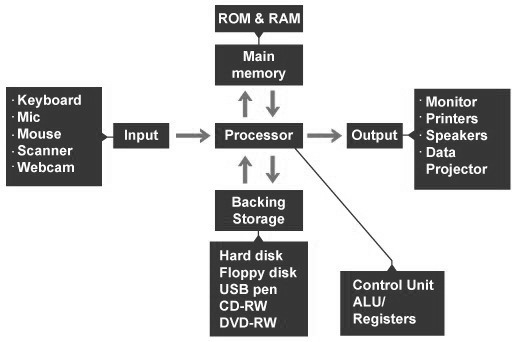 ROM & RAM
Main
memory
· Keyboard
· Mic
· Mouse
· Scanner
· Webcam
Input
Processor
Output
· Monitor
· Printers
· Speakers
· Data
Projector
Backing
Storage
Hard disk
Floppy disk
USB pen
CD-RW
DVD-RW
Control Unit
ALU/
Registers